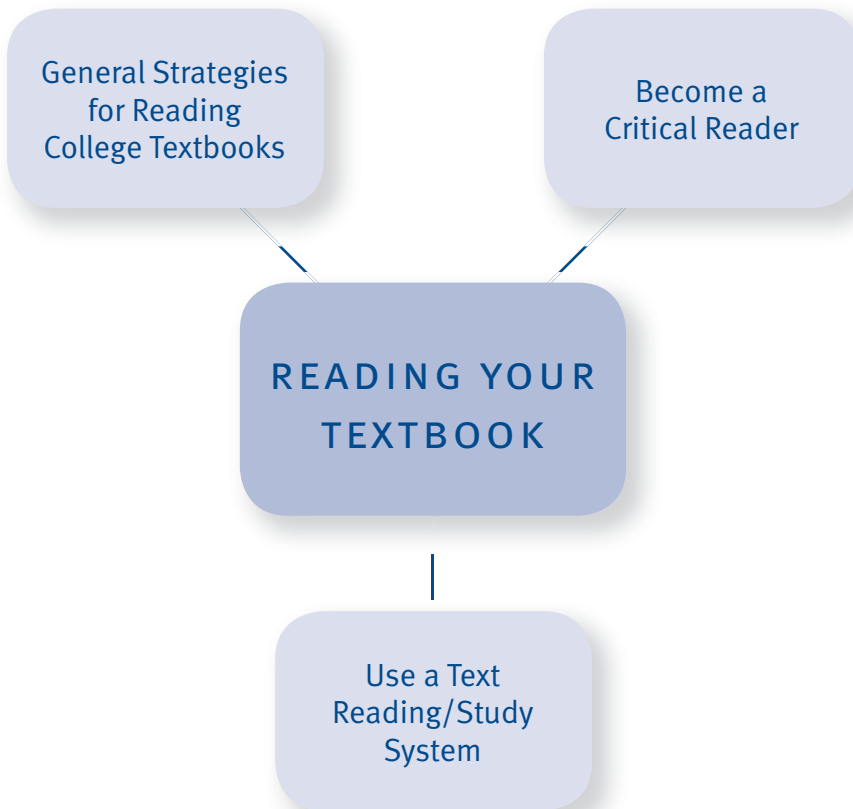 General Strategies
for Reading
College Textbooks
Become a
Critical Reader
READING YOUR
TEXTBOOK
Use a Text
Reading/Study
System